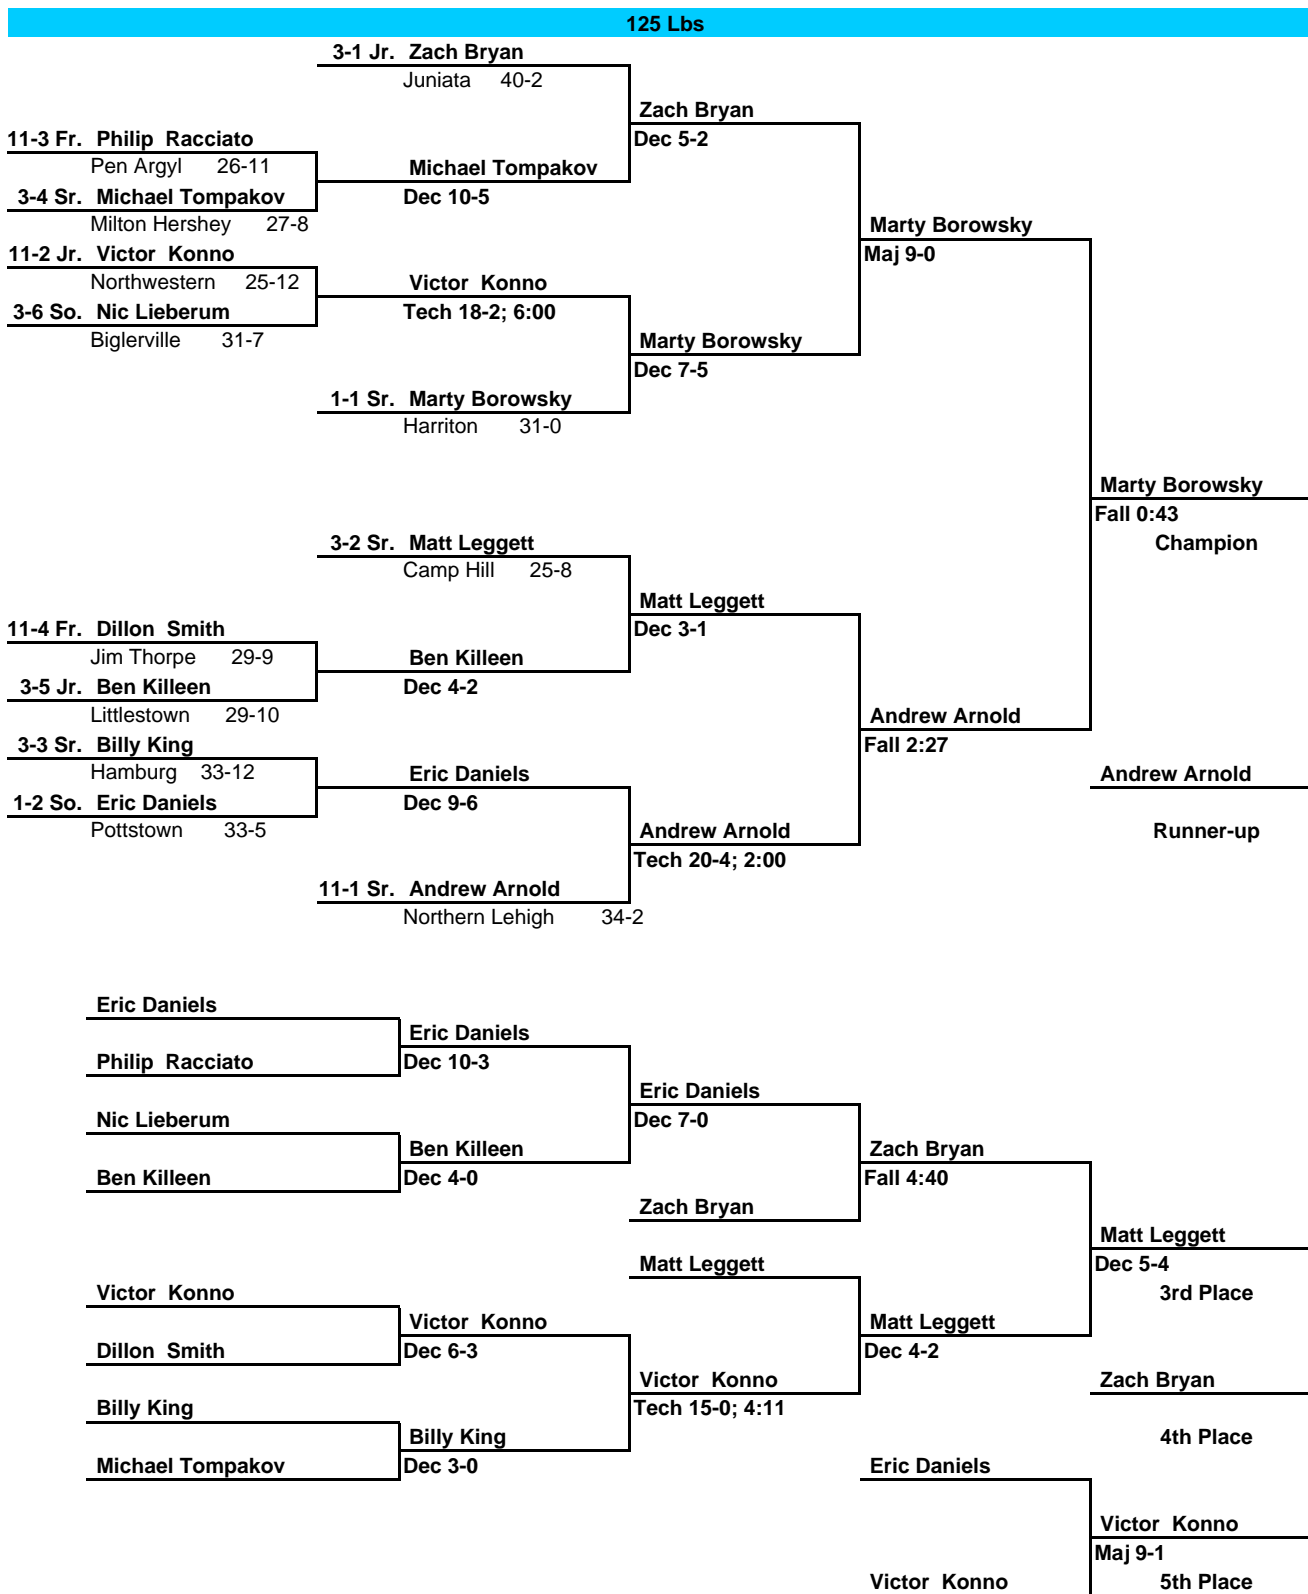 125 Lbs
3-1 Jr. Zach Bryan
Juniata 40-2
Zach Bryan
11-3 Fr. Philip Racciato Dec 5-2
Pen Argyl 26-11 Michael Tompakov
3-4 Sr. Michael Tompakov Dec 10-5
Milton Hershey 27-8 Marty Borowsky
11-2 Jr. Victor Konno Maj 9-0
Northwestern 25-12 Victor Konno
3-6 So. Nic Lieberum Tech 18-2; 6:00
Biglerville 31-7 Marty Borowsky
Dec 7-5
1-1 Sr. Marty Borowsky
Harriton 31-0
Marty Borowsky
Fall 0:43
3-2 Sr. Matt Leggett Champion
Camp Hill 25-8
Matt Leggett
11-4 Fr. Dillon Smith Dec 3-1
Jim Thorpe 29-9 Ben Killeen
3-5 Jr. Ben Killeen Dec 4-2
Littlestown 29-10 Andrew Arnold
3-3 Sr. Billy King Fall 2:27
Hamburg 33-12 Eric Daniels Andrew Arnold
1-2 So. Eric Daniels Dec 9-6
Pottstown 33-5 Andrew Arnold Runner-up
Tech 20-4; 2:00
11-1 Sr. Andrew Arnold
Northern Lehigh 34-2
Eric Daniels
Eric Daniels
Philip Racciato Dec 10-3
Eric Daniels
Nic Lieberum Dec 7-0
Ben Killeen Zach Bryan
Ben Killeen Dec 4-0 Fall 4:40
Zach Bryan
Matt Leggett
Matt Leggett Dec 5-4
Victor Konno 3rd Place
Victor Konno Matt Leggett
Dillon Smith Dec 6-3 Dec 4-2
Victor Konno Zach Bryan
Billy King Tech 15-0; 4:11
Billy King 4th Place
Michael Tompakov Dec 3-0 Eric Daniels
Victor Konno
Maj 9-1
Victor Konno 5th Place